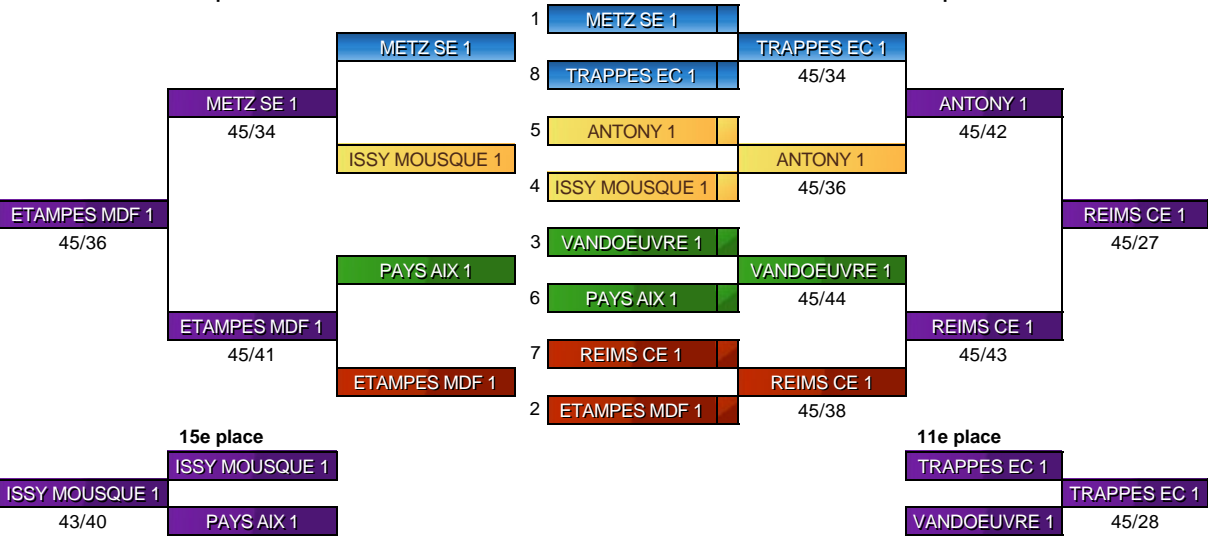 1 METZ SE 1
METZ SE 1 TRAPPES EC 1
8 TRAPPES EC 1 45/34
METZ SE 1 ANTONY 1
45/34 5 ANTONY 1 45/42
ISSY MOUSQUE 1 ANTONY 1
4 ISSY MOUSQUE 1 45/36
ETAMPES MDF 1 REIMS CE 1
45/36 3 VANDOEUVRE 1 45/27
PAYS AIX 1 VANDOEUVRE 1
6 PAYS AIX 1 45/44
ETAMPES MDF 1 REIMS CE 1
45/41 7 REIMS CE 1 45/43
ETAMPES MDF 1 REIMS CE 1
2 ETAMPES MDF 1 45/38
15e place 11e place
ISSY MOUSQUE 1 TRAPPES EC 1
ISSY MOUSQUE 1 TRAPPES EC 1
43/40 PAYS AIX 1 VANDOEUVRE 1 45/28